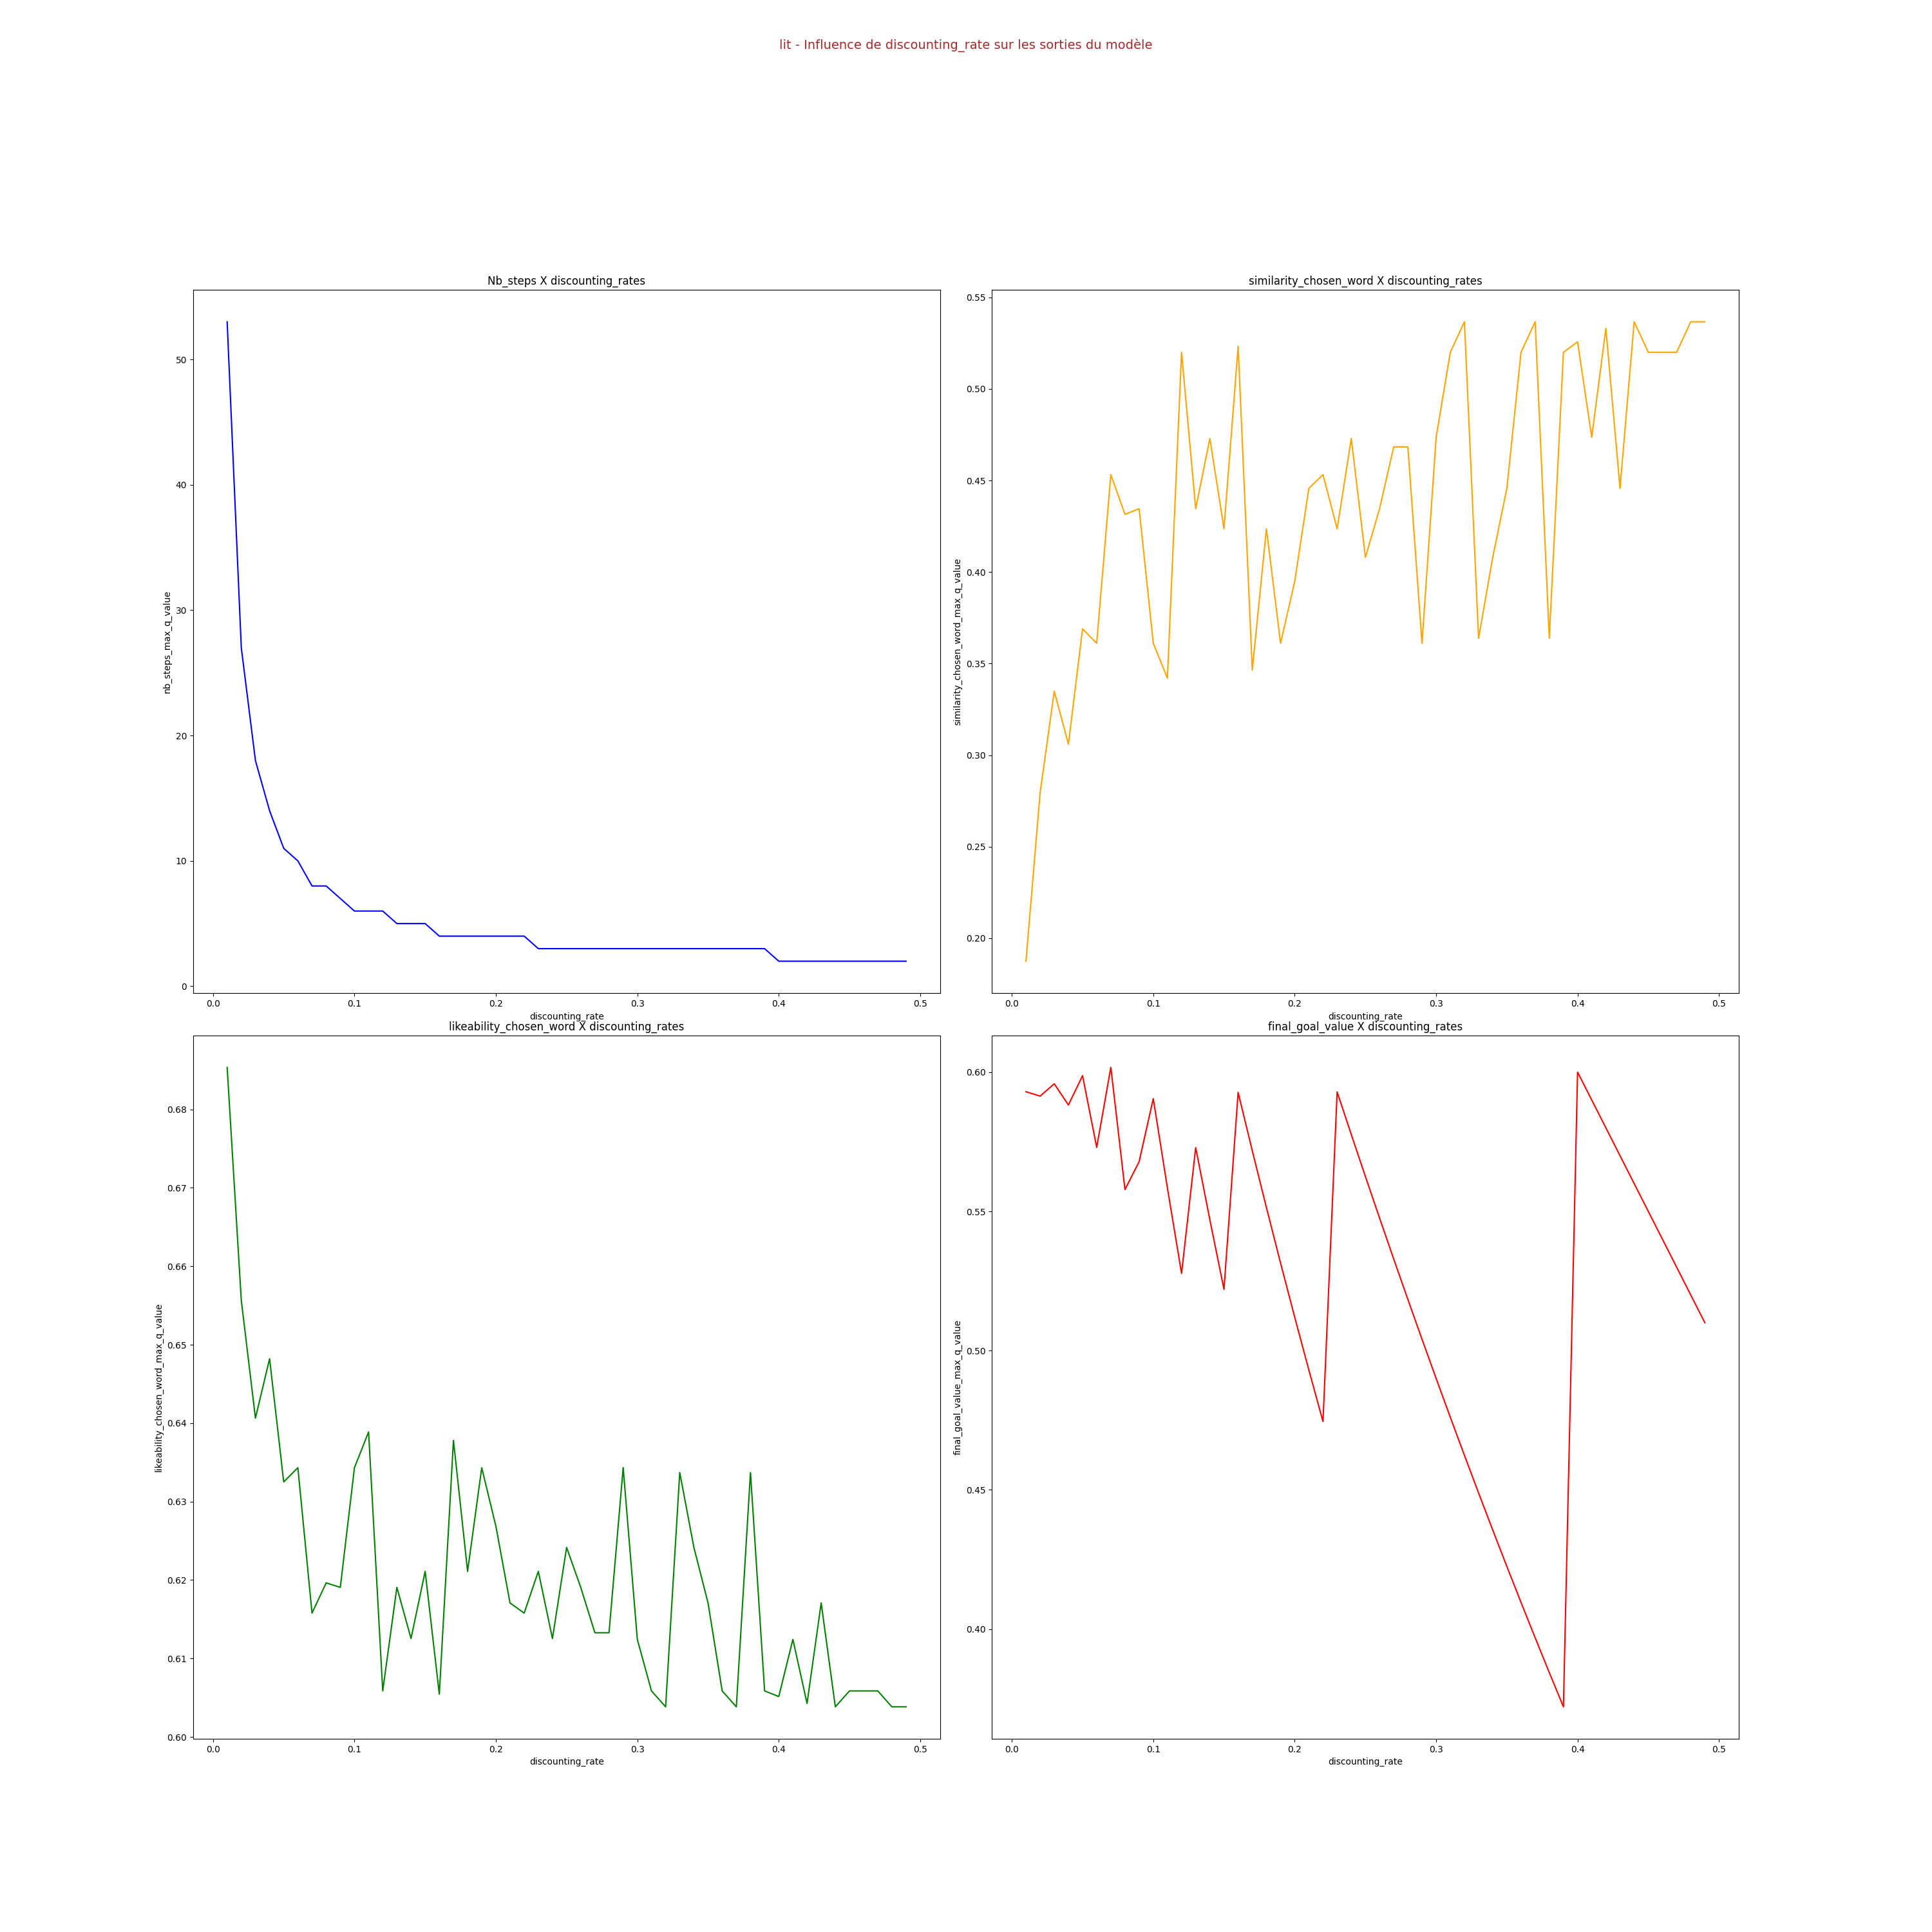 lit - Influence de discounting_rate sur les sorties du modèle
Nb_steps X discounting_rates
nb_steps_max_q_value
50
40
30
20
10
0
0.0 0.1 0.2 0.3 0.4 0.5
discounting_rate
similarity_chosen_word X discounting_rates
similarity_chosen_word_max_q_value
0.55
0.50
0.45
0.40
0.35
0.30
0.25
0.20
0.0 0.1 0.2 0.3 0.4 0.5
discounting_rate
likeability_chosen_word X discounting_rates
likeability_chosen_word_max_q_value
0.68
0.67
0.66
0.65
0.64
0.63
0.62
0.61
0.60
0.0 0.1 0.2 0.3 0.4 0.5
discounting_rate
final_goal_value X discounting_rates
final_goal_value_max_q_value
0.60
0.55
0.50
0.45
0.40
0.0 0.1 0.2 0.3 0.4 0.5
discounting_rate